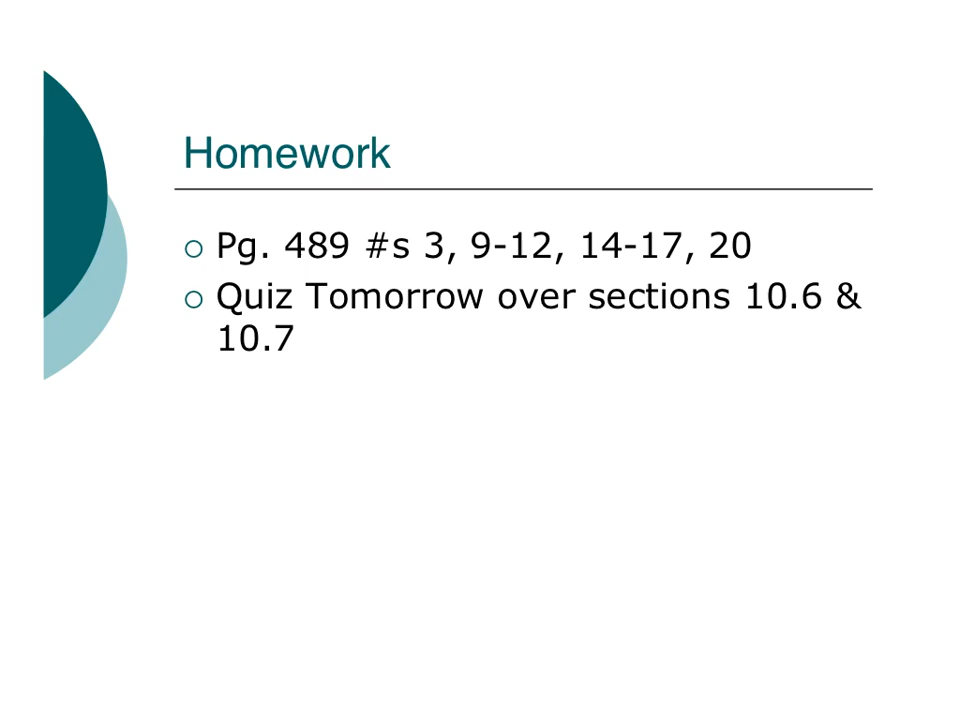 Homework
Pg. 489 #s 3, 9-12, 14-17, 20
Quiz Tomorrow over sections 10.6 &
10.7